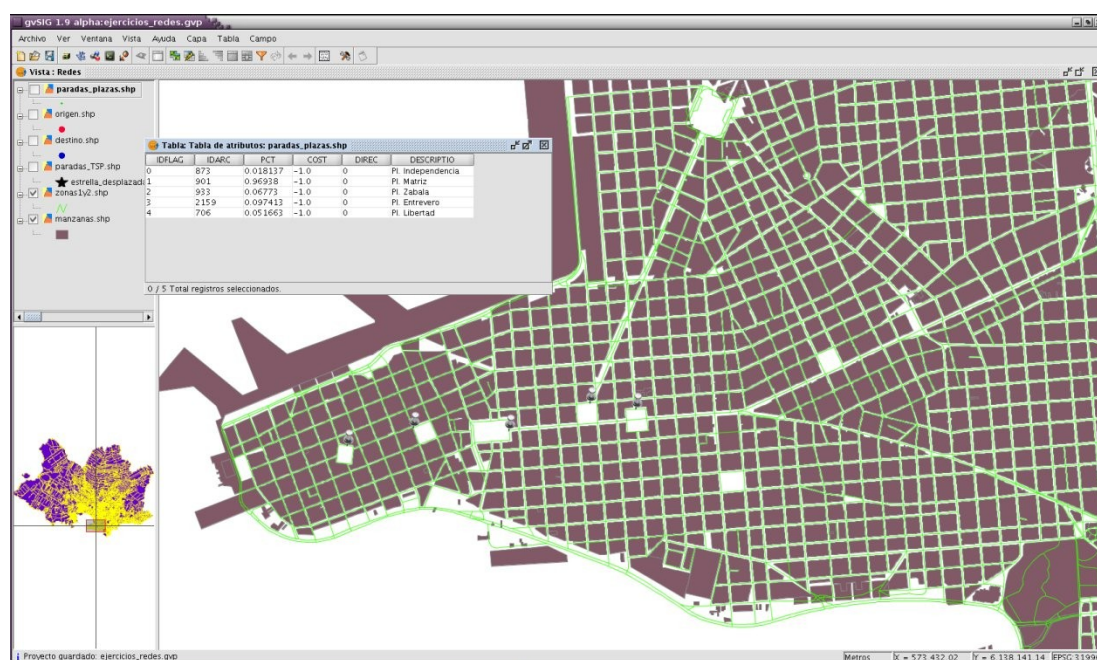 gvSIG 1.9 alpha:ejercicios_redes.gvp
Archivo Ver Ventana Vista Ayuda Capa Tabla Campo
Vista : Redes
paradas_plazas.shp
origen.shp
destino.shp
paradas_TSP.shp
estrella_desplazada
zonas1y2.shp
manzanas.shp
Tabla: Tabla de atributos: paradas_plazas.shp
IDFLAG IDARC PCT COST DIREC DESCRIPTIO
0 873 0.018137 -1.0 0 Pl. Independencia
1 901 0.96938 -1.0 0 Pl. Matriz
2 933 0.06773 -1.0 0 Pl. Zabala
3 2159 0.097413 -1.0 0 Pl. Entrevero
4 706 0.051663 -1.0 0 Pl. Libertad
0 / 5 Total registros seleccionados.
Proyecto guardado: ejercicios_redes.gvp
Metros X = 573.432,02 Y = 6.138.141,14 EPSG:3199